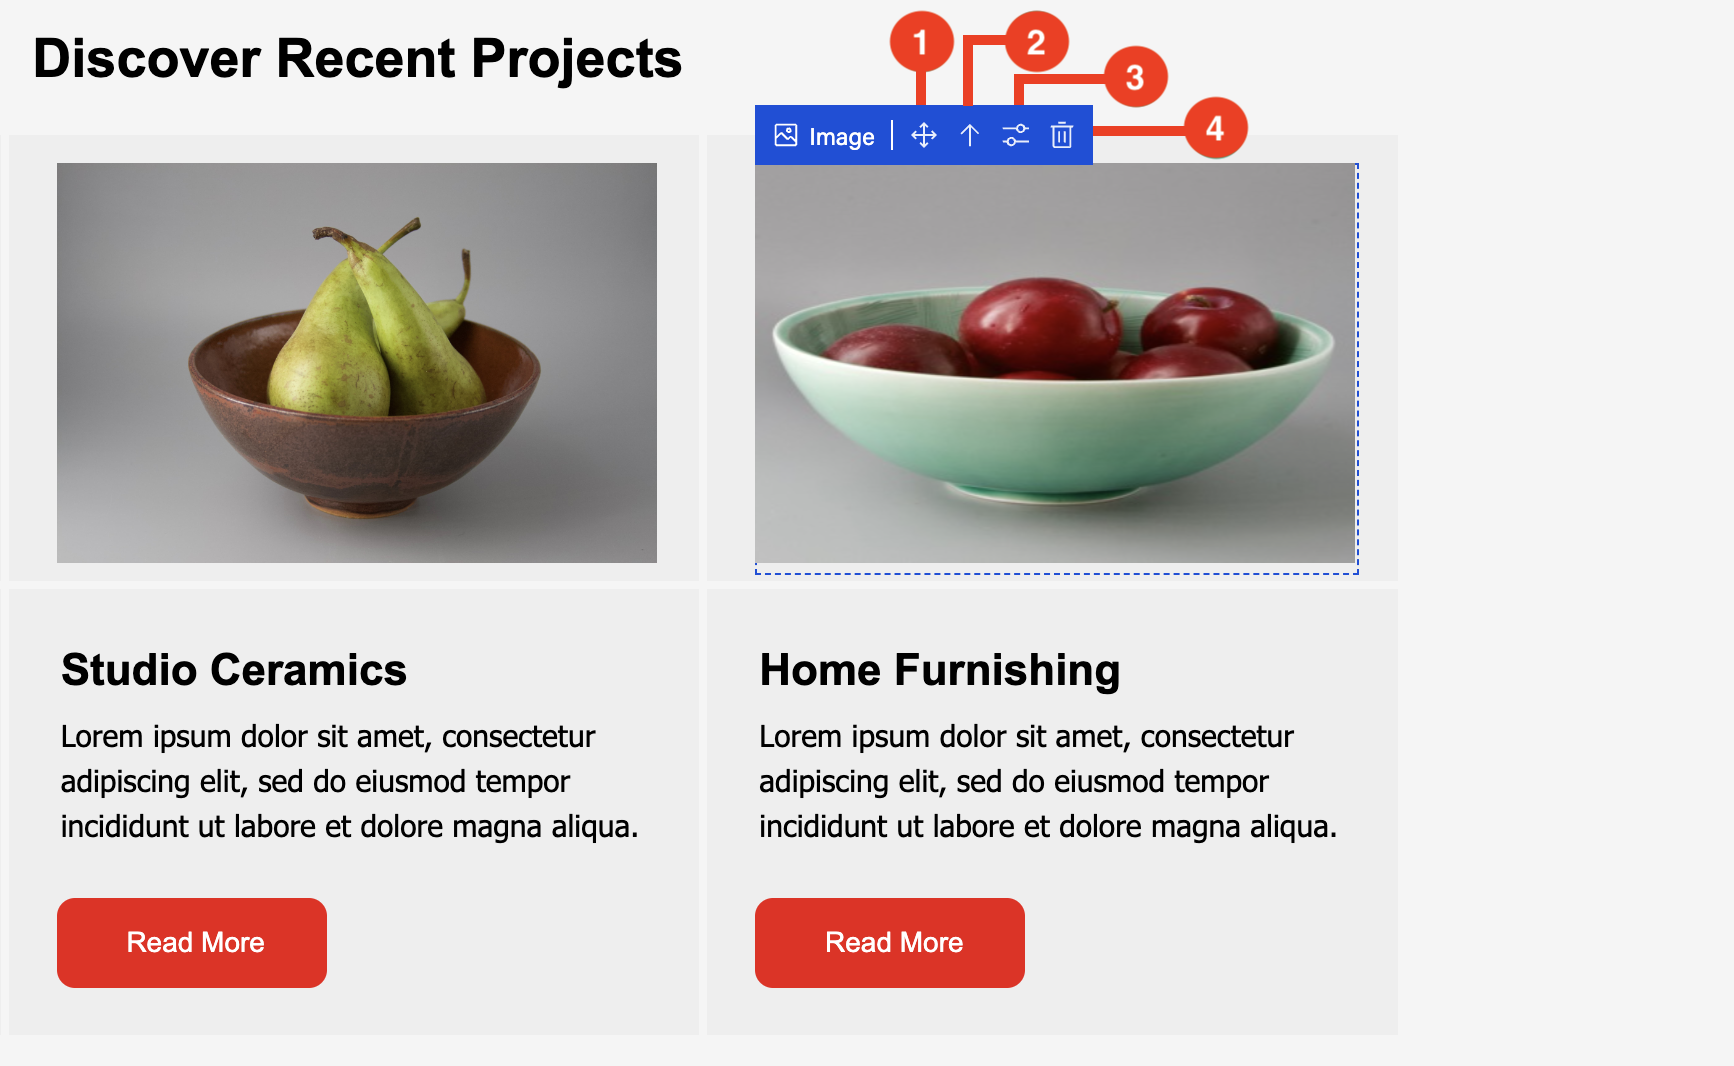 Discover Recent Projects
1
2
3
4
Image
Studio Ceramics
Lorem ipsum dolor sit amet, consectetur
adipiscing elit, sed do eiusmod tempor
incididunt ut labore et dolore magna aliqua.
Read More
Home Furnishing
Lorem ipsum dolor sit amet, consectetur
adipiscing elit, sed do eiusmod tempor
incididunt ut labore et dolore magna aliqua.
Read More